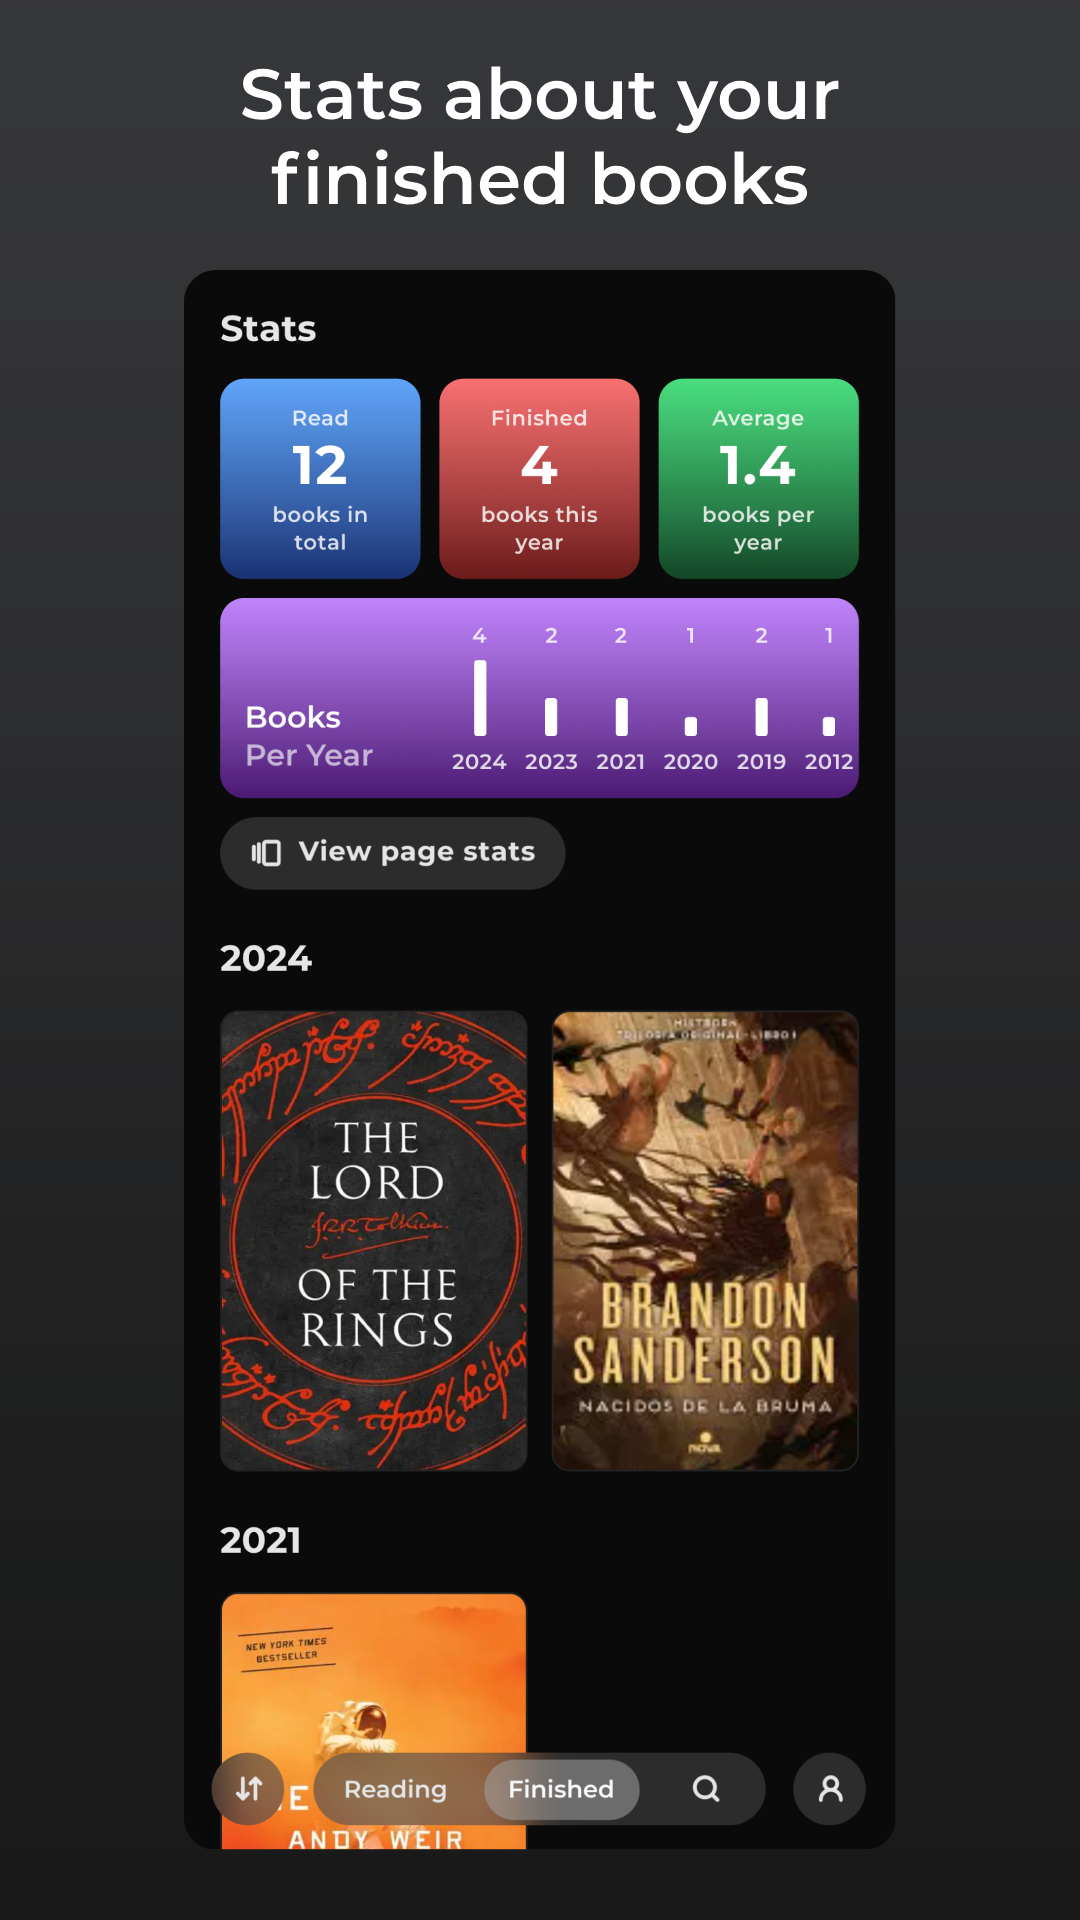 Stats about your
finished books
Stats
Read
12
books in
total
Finished
4
books this
year
Average
1.4
books per
year
4 2 2 1 2 1
Books
Per Year
2024 2023 2021 2020 2019 2012
View page stats
2024
THE
LORD
J.R.R. Tolkien.
OF THE
RINGS
TRILOGÍA ORIGINAL - LIBRO I
BRANDON
SANDERSON
NACIDOS DE LA BRUMA
nova
2021
NEW YORK TIMES
BESTSELLER
E
ANDY WEIR
Reading
Finished